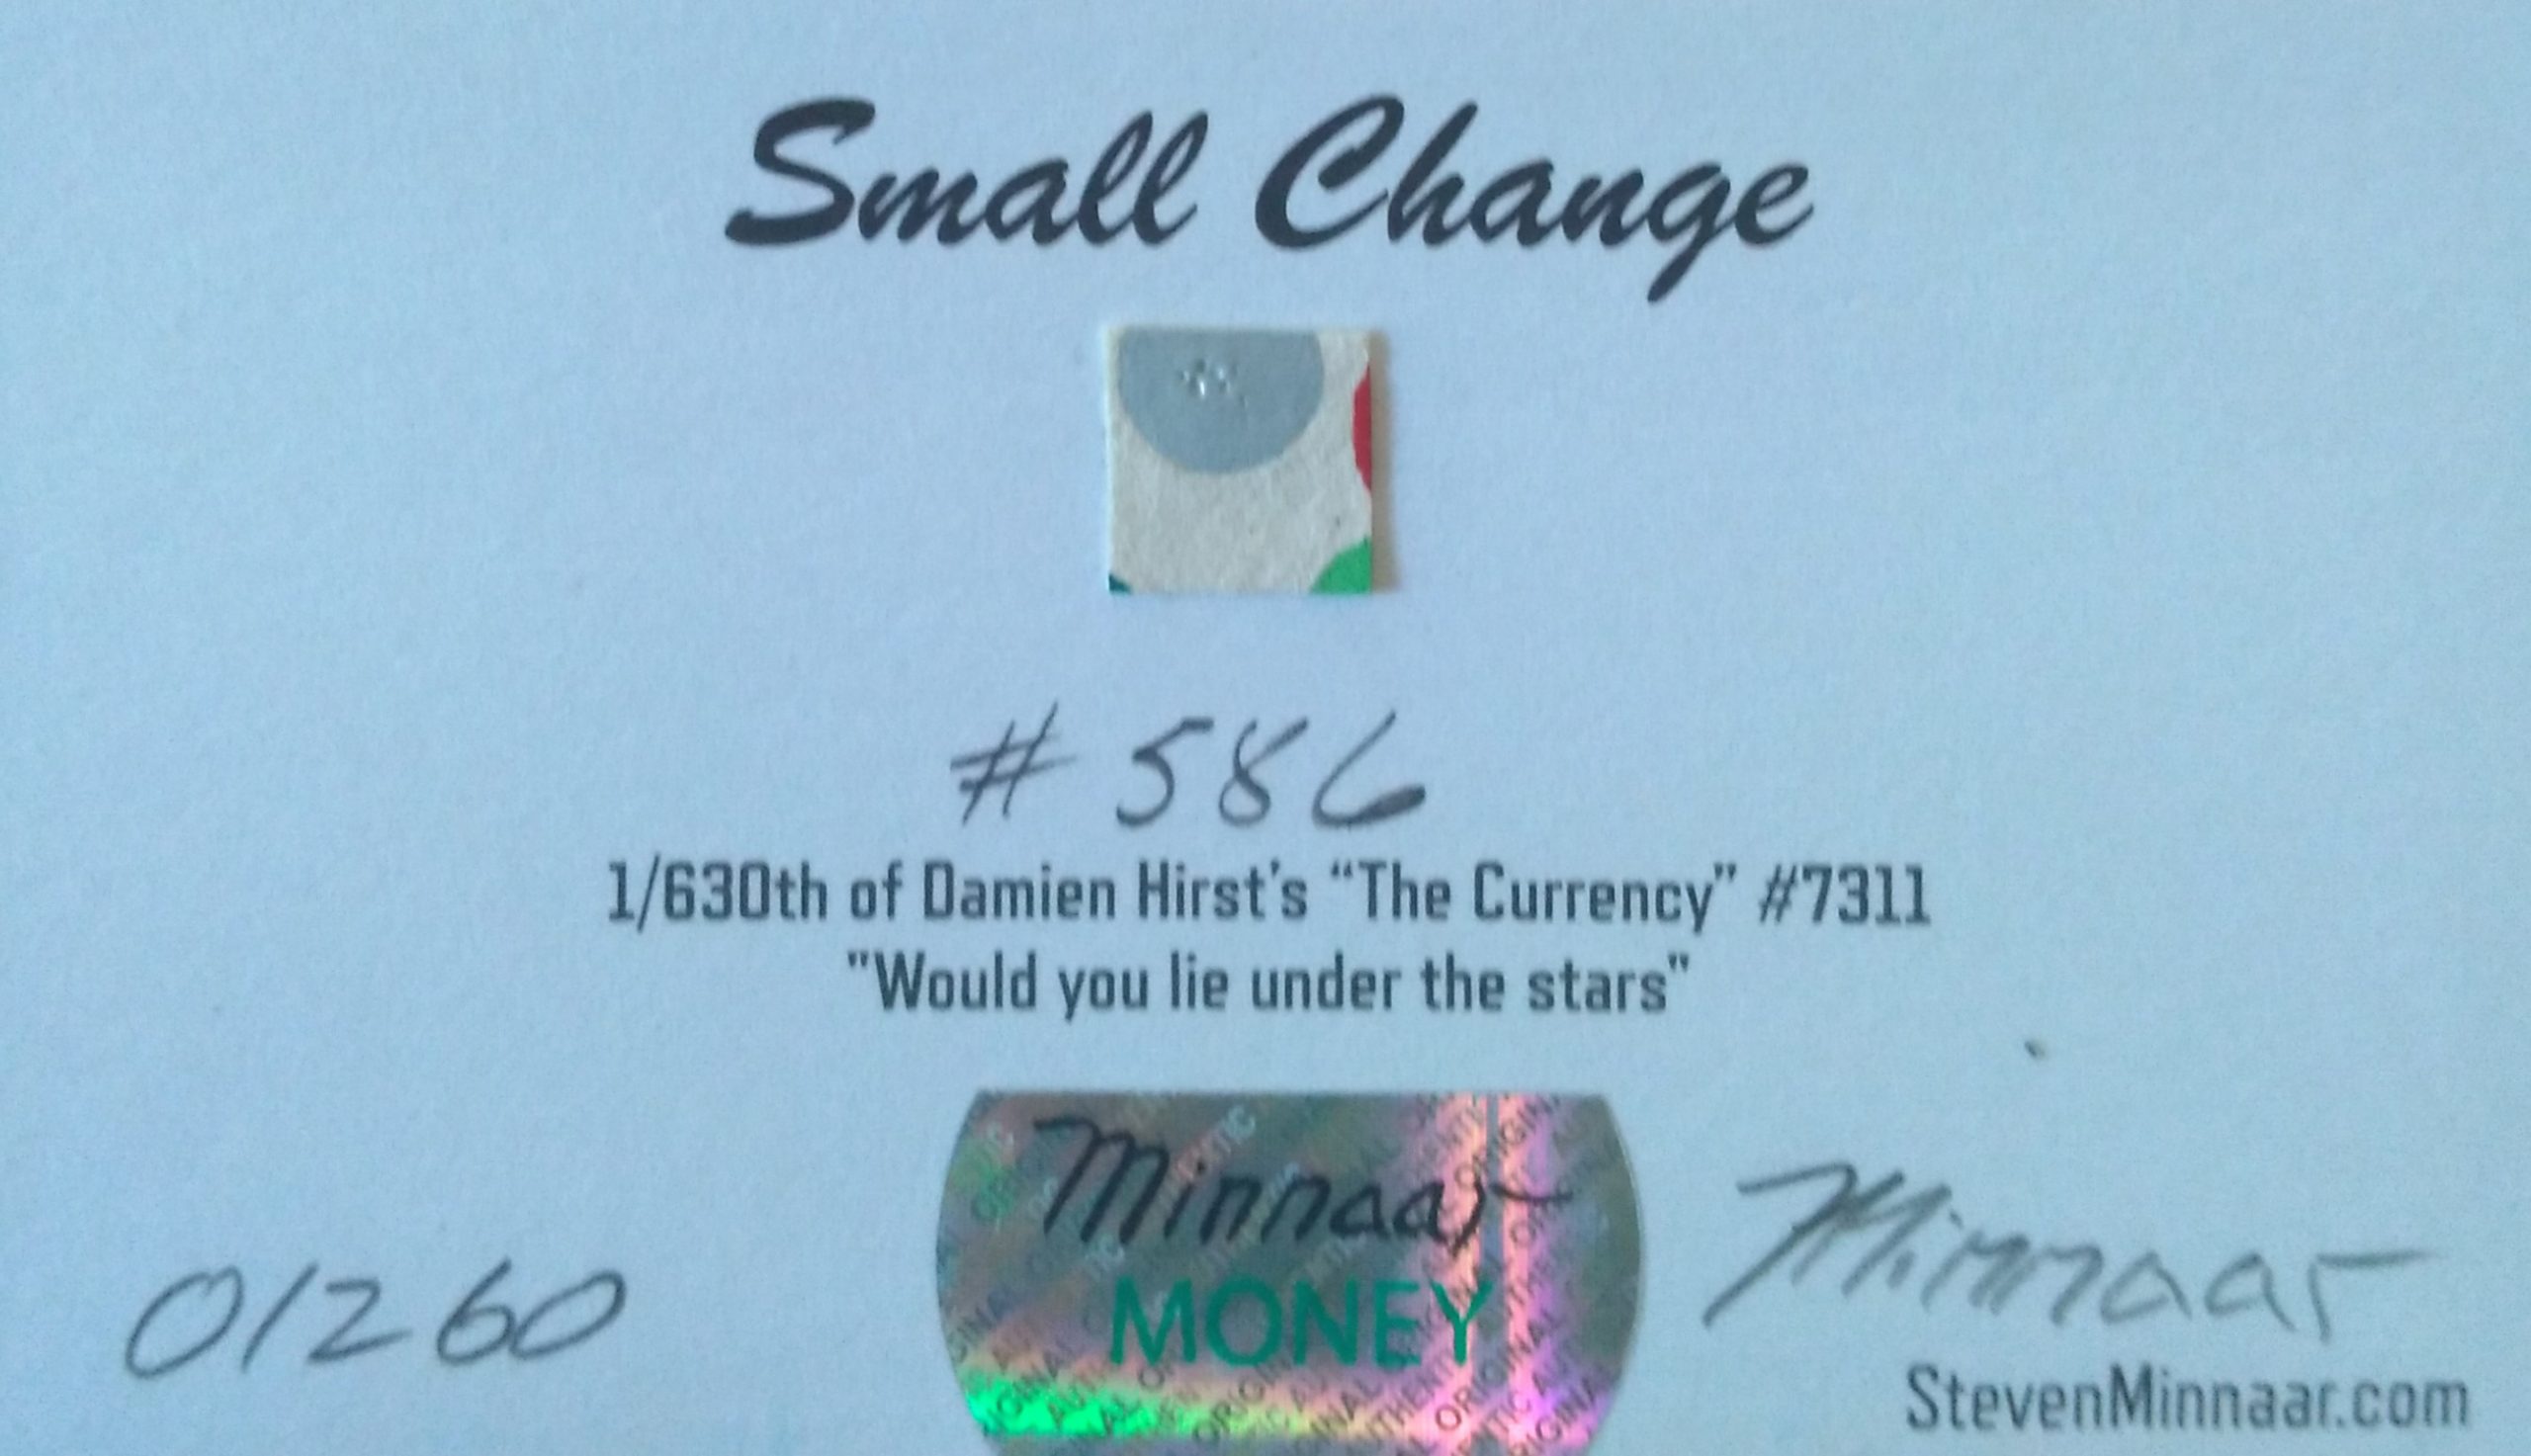 Small Change
# 586
1/630th of Damien Hirst's “The Currency” #7311
"Would you lie under the stars"
Minnaar
MONEY
01260
Minnaar
StevenMinnaar.com